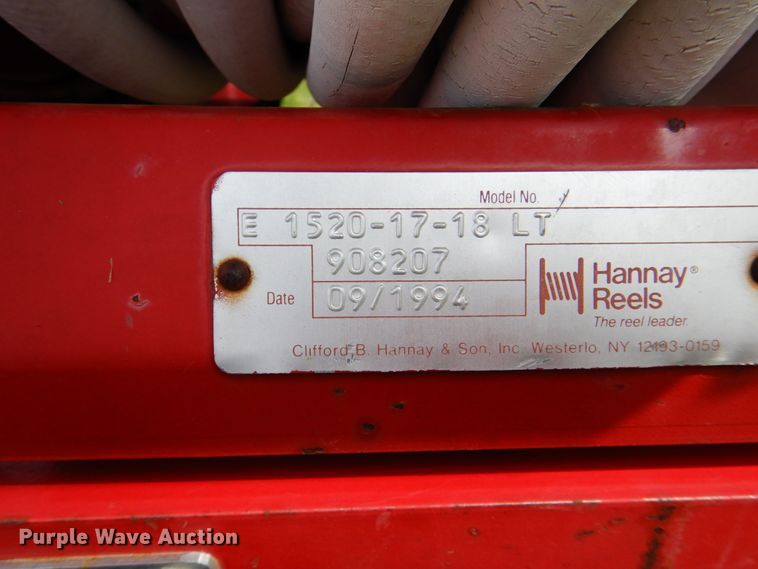 Model No.
E 1520-17-18 LT
908207
Date 09/1994
Hannay®
Reels
The reel leader.
Clifford B. Hannay & Son, Inc. Westerlo, NY 12193-0159
Purple Wave Auction